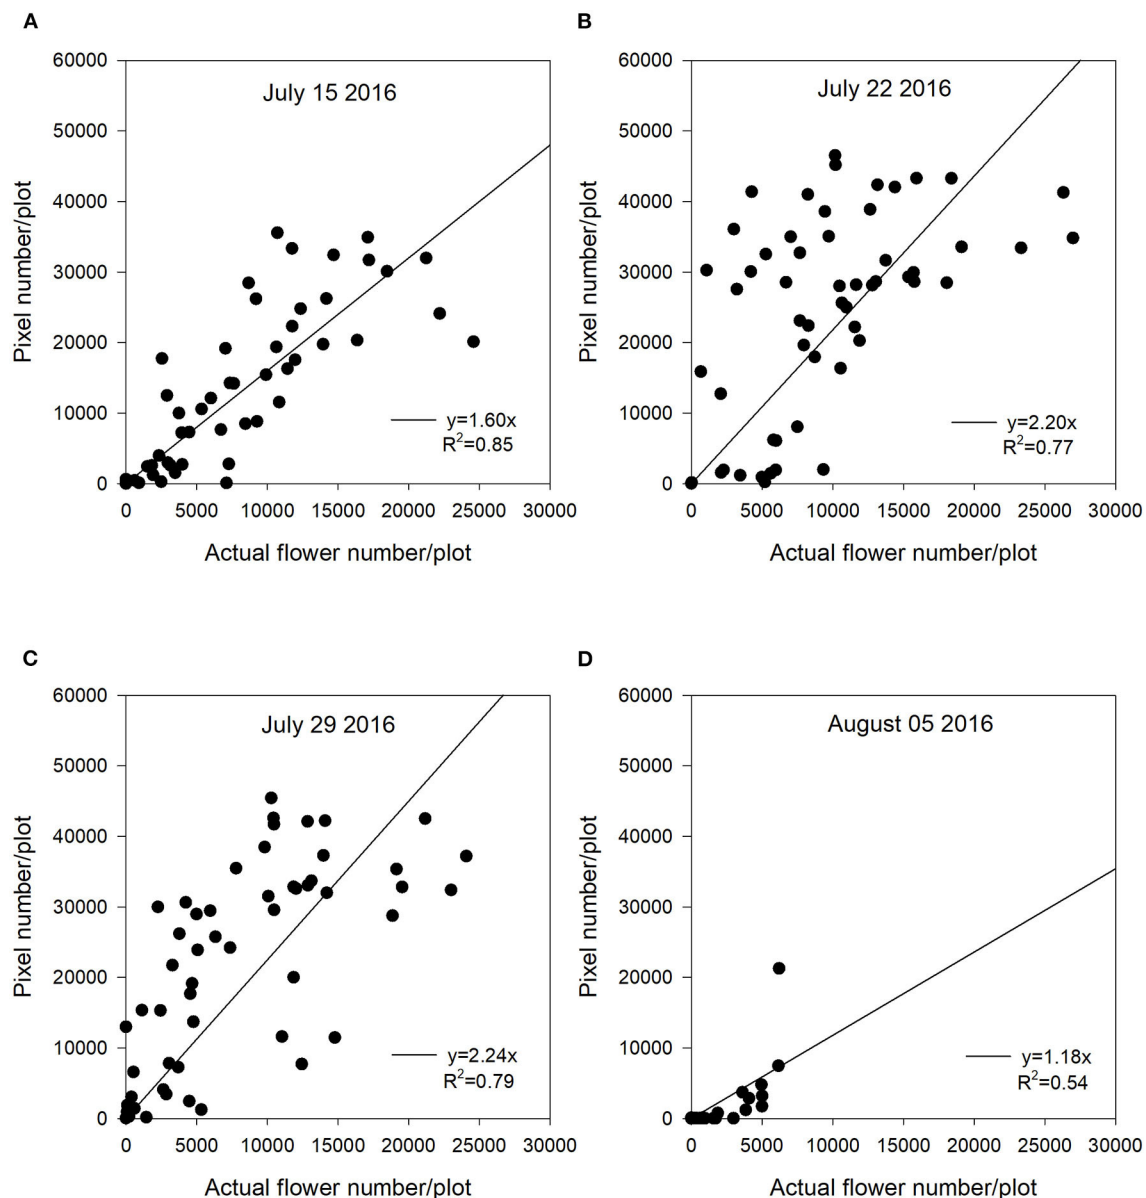 A
B
60000
50000
40000
30000
20000
10000
0
Pixel number/plot
July 15 2016
y=1.60x
R²=0.85
0 5000 10000 15000 20000 25000 30000
Actual flower number/plot
60000
50000
40000
30000
20000
10000
0
Pixel number/plot
July 22 2016
y=2.20x
R²=0.77
0 5000 10000 15000 20000 25000 30000
Actual flower number/plot
C
D
60000
50000
40000
30000
20000
10000
0
Pixel number/plot
July 29 2016
y=2.24x
R²=0.79
0 5000 10000 15000 20000 25000 30000
Actual flower number/plot
60000
50000
40000
30000
20000
10000
0
Pixel number/plot
August 05 2016
y=1.18x
R²=0.54
0 5000 10000 15000 20000 25000 30000
Actual flower number/plot